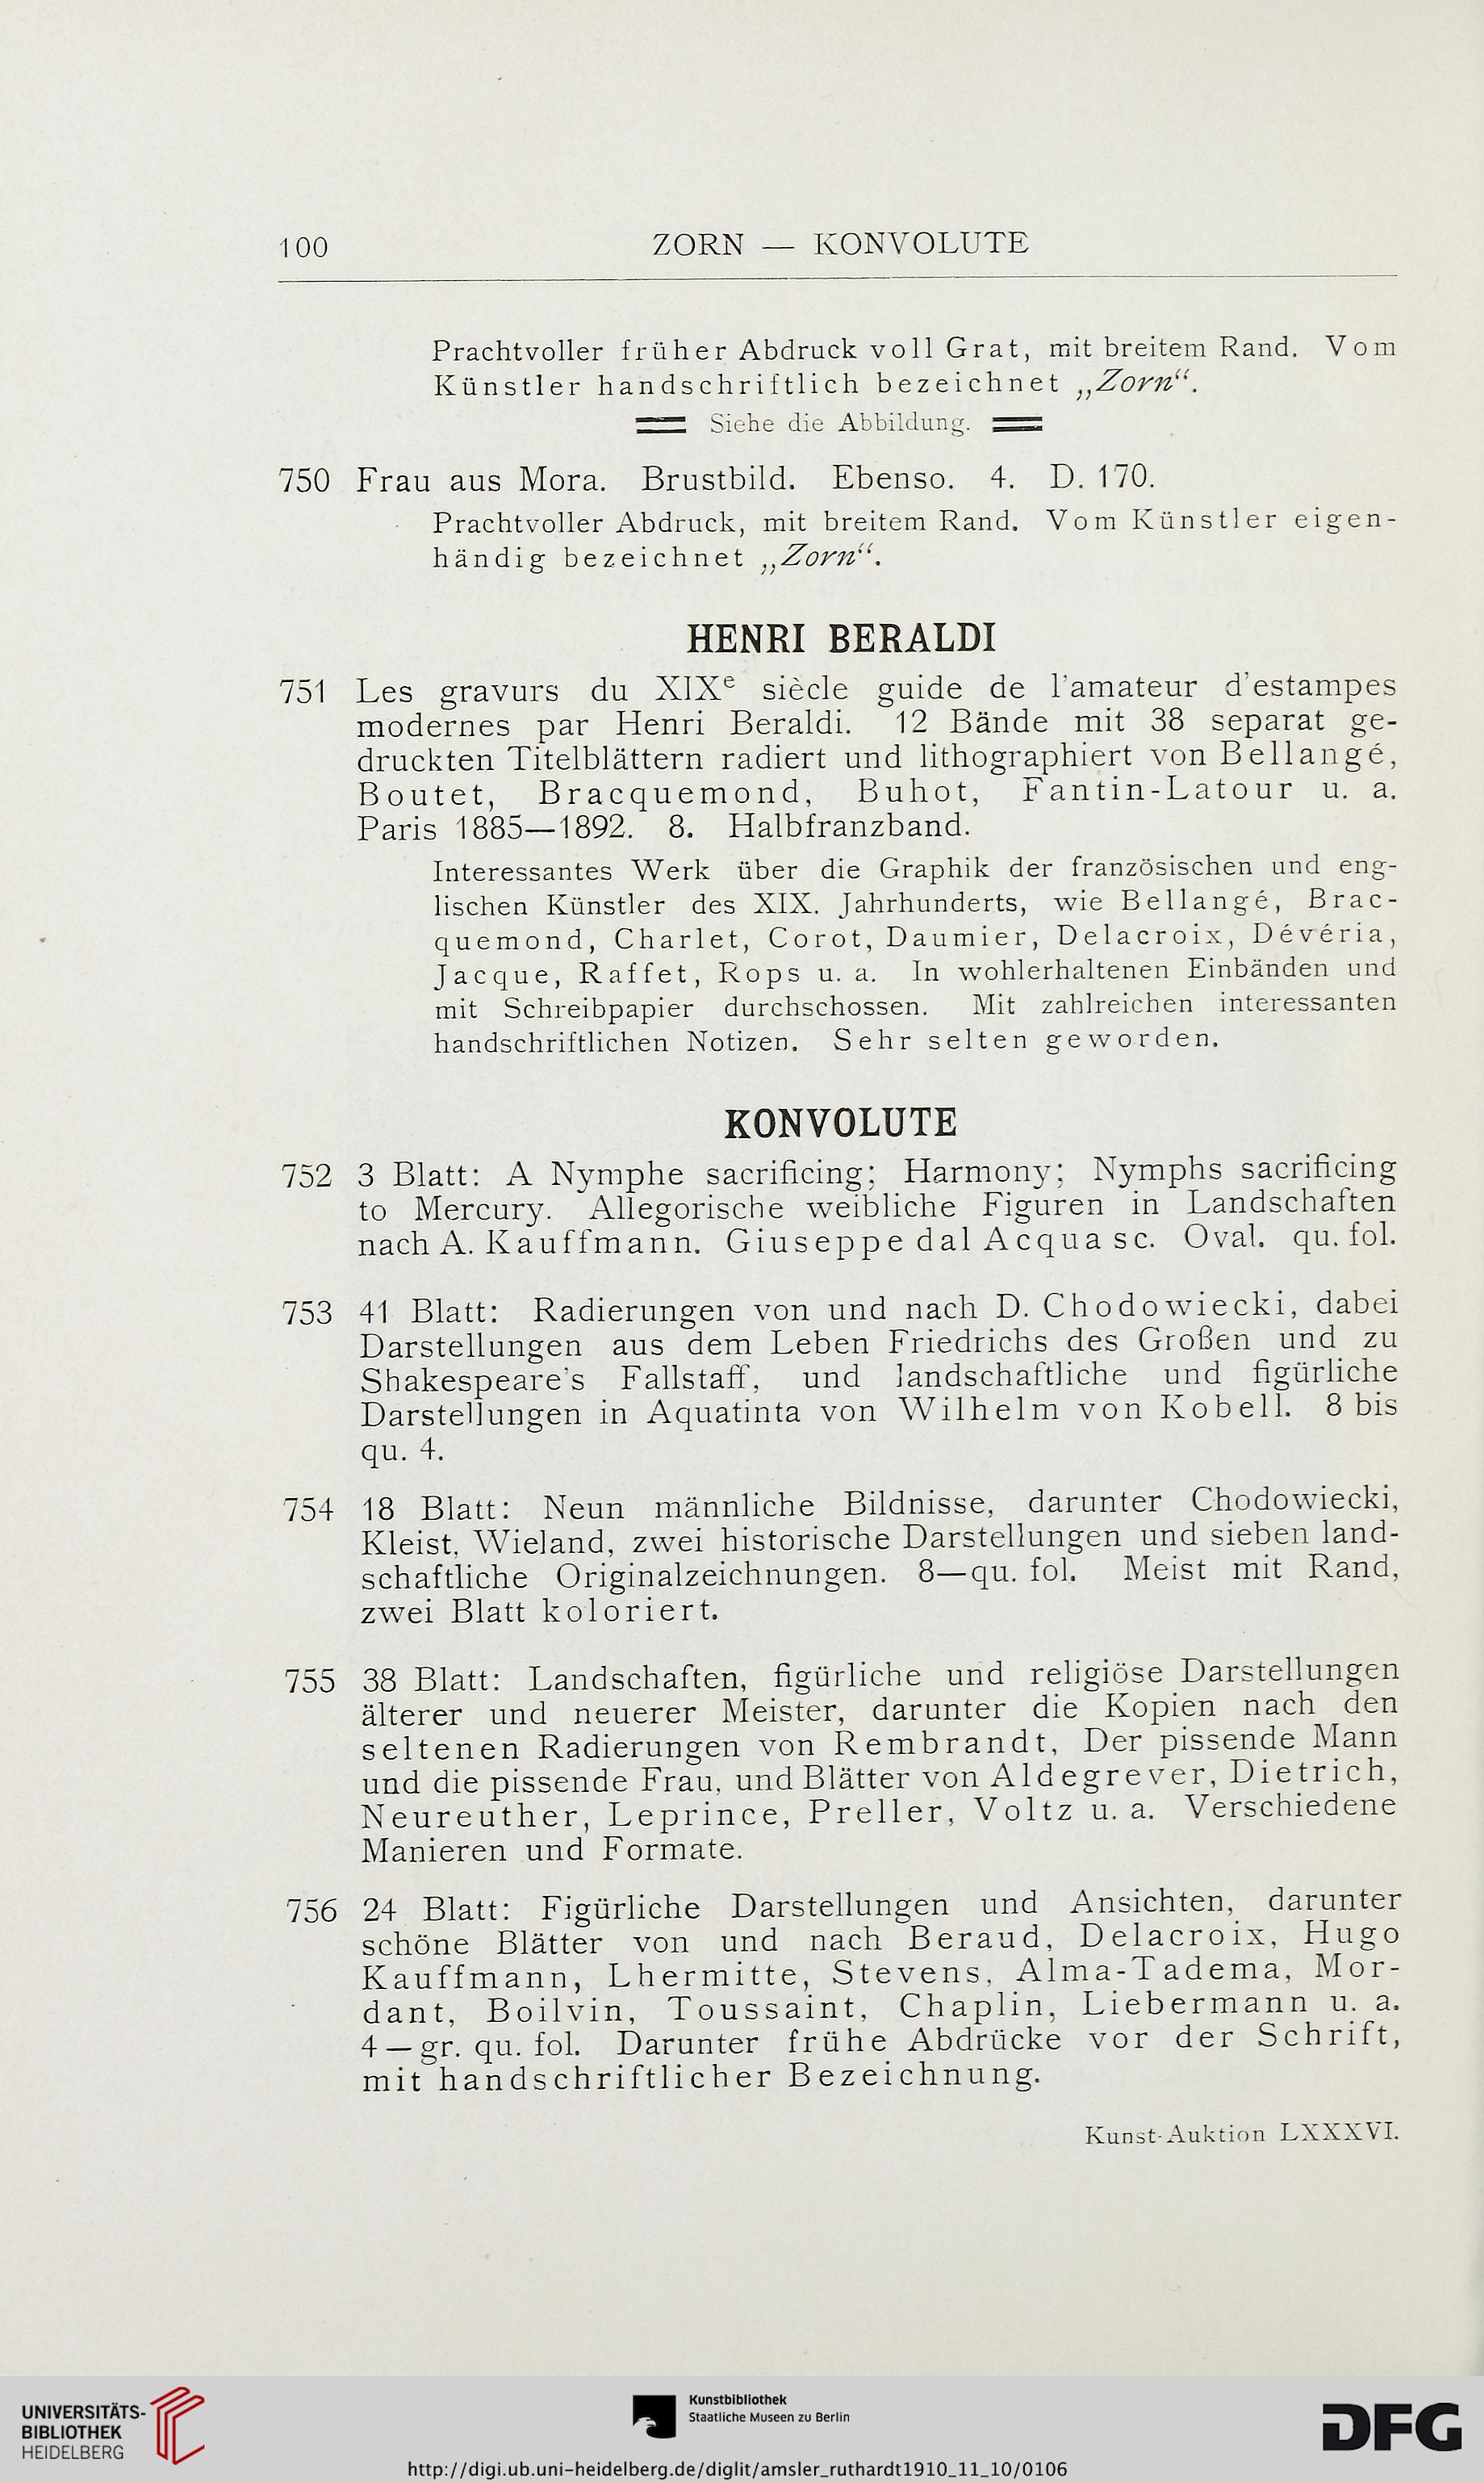 100 ZORN — KONVOLUTE
Prachtvoller früher Abdruck voll Grat, mit breitem Rand. Vom
Künstler handschriftlich bezeichnet „Zorn“.
Siehe die Abbildung.
750 Frau aus Mora. Brustbild. Ebenso. 4. D. 170.
Prachtvoller Abdruck, mit breitem Rand. Vom Künstler eigen-
händig bezeichnet „Zorn“.
HENRI BERALDI
751 Les gravurs du XIXe siècle guide de l'amateur d'estampes
modernes par Henri Beraldi. 12 Bände mit 38 separat ge-
druckten Titelblättern radiert und lithographiert von Bellangé,
Boutet, Bracquemond, Buhot, Fantin-Latour u. a.
Paris 1885—1892. 8. Halbfranzband.
Interessantes Werk über die Graphik der französischen und eng-
lischen Künstler des XIX. Jahrhunderts, wie Bellangé, Brac-
quemond, Charlet, Corot, Daumier, Delacroix, Dévéria,
Jacque, Raffet, Rops u. a. In wohlerhaltenen Einbänden und
mit Schreibpapier durchschossen. Mit zahlreichen interessanten
handschriftlichen Notizen. Sehr selten geworden.
KONVOLUTE
752 3 Blatt: A Nymphe sacrificing; Harmony; Nymphs sacrificing
to Mercury. Allegorische weibliche Figuren in Landschaften
nach A. Kauffmann. Giuseppe dal Acqua sc. Oval. qu. fol.
753 41 Blatt: Radierungen von und nach D. Chodowiecki, dabei
Darstellungen aus dem Leben Friedrichs des Großen und zu
Shakespeare's Fallstaff, und landschaftliche und figürliche
Darstellungen in Aquatinta von Wilhelm von Kobell. 8 bis
qu. 4.
754 18 Blatt: Neun männliche Bildnisse, darunter Chodowiecki,
Kleist, Wieland, zwei historische Darstellungen und sieben land-
schaftliche Originalzeichnungen. 8—qu. fol. Meist mit Rand,
zwei Blatt koloriert.
755 38 Blatt: Landschaften, figürliche und religiöse Darstellungen
älterer und neuerer Meister, darunter die Kopien nach den
seltenen Radierungen von Rembrandt, Der pissende Mann
und die pissende Frau, und Blätter von Aldegrever, Dietrich,
Neureuther, Leprince, Preller, Voltz u. a. Verschiedene
Manieren und Formate.
756 24 Blatt: Figürliche Darstellungen und Ansichten, darunter
schöne Blätter von und nach Beraud, Delacroix, Hugo
Kauffmann, Lhermitte, Stevens, Alma-Tadema, Mor-
dant, Boilvin, Toussaint, Chaplin, Liebermann u. a.
4 — gr. qu. fol. Darunter frühe Abdrücke vor der Schrift,
mit handschriftlicher Bezeichnung.
Kunst-Auktion LXXXVI.
UNIVERSITÄTS-
BIBLIOTHEK
HEIDELBERG
Kunstbibliothek
Staatliche Museen zu Berlin
DFG
http://digi.ub.uni-heidelberg.de/diglit/amsler_ruthardt1910_11_10/0106